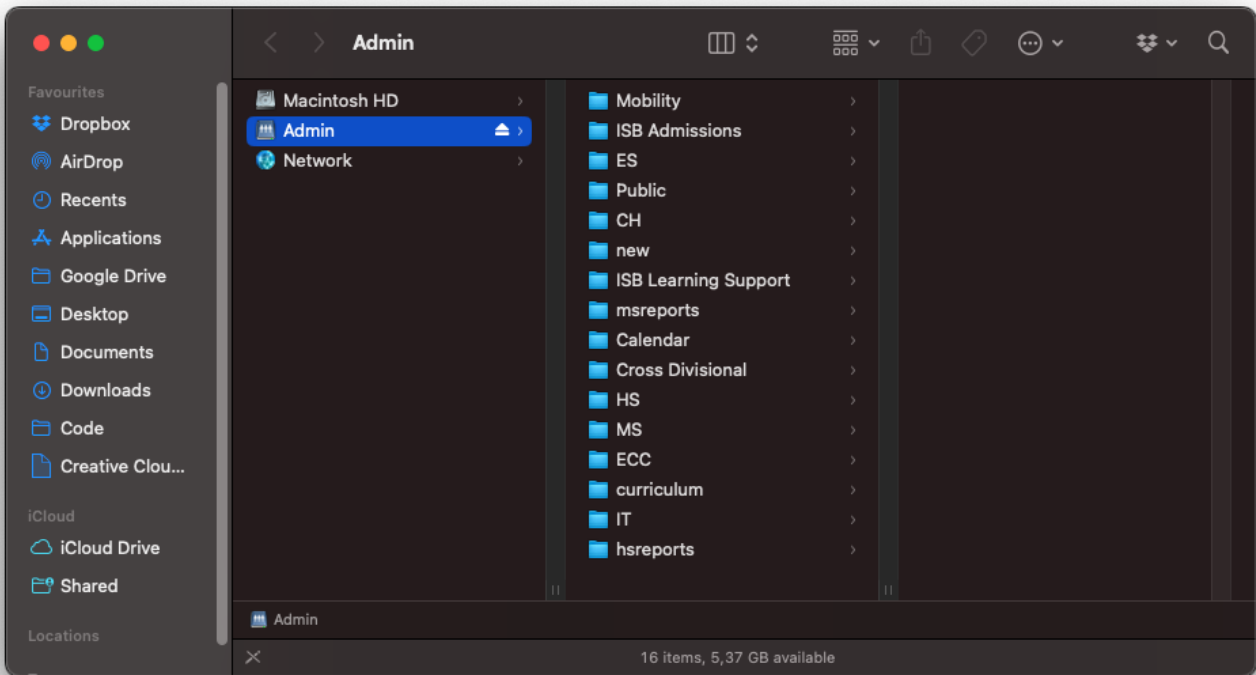 Admin
Favourites
Dropbox
AirDrop
Recents
Applications
Google Drive
Desktop
Documents
Downloads
Code
Creative Clou...
iCloud
iCloud Drive
Shared
Locations
Macintosh HD
Admin
Network
Mobility
ISB Admissions
ES
Public
CH
new
ISB Learning Support
msreports
Calendar
Cross Divisional
HS
MS
ECC
curriculum
IT
hsreports
Admin
16 items, 5,37 GB available